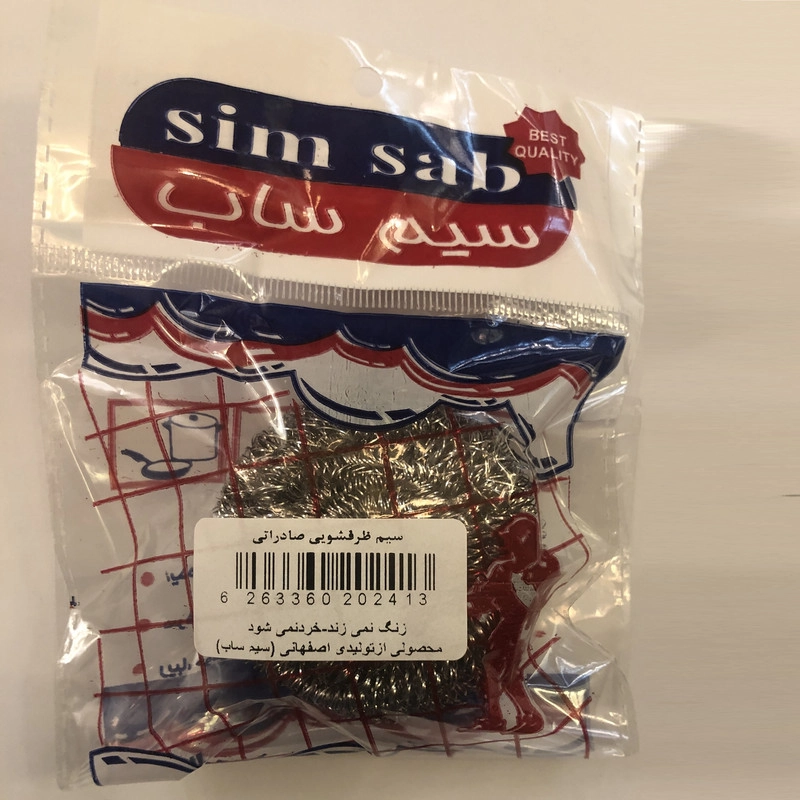 sim sab
BEST
QUALITY
سیم ساب
سیم ظرفشویی صادراتی
6 263360 202413
زنگ نمی زند-خردنمی شود
محصولی ازتولیدی اصفهانی (سیم ساب)